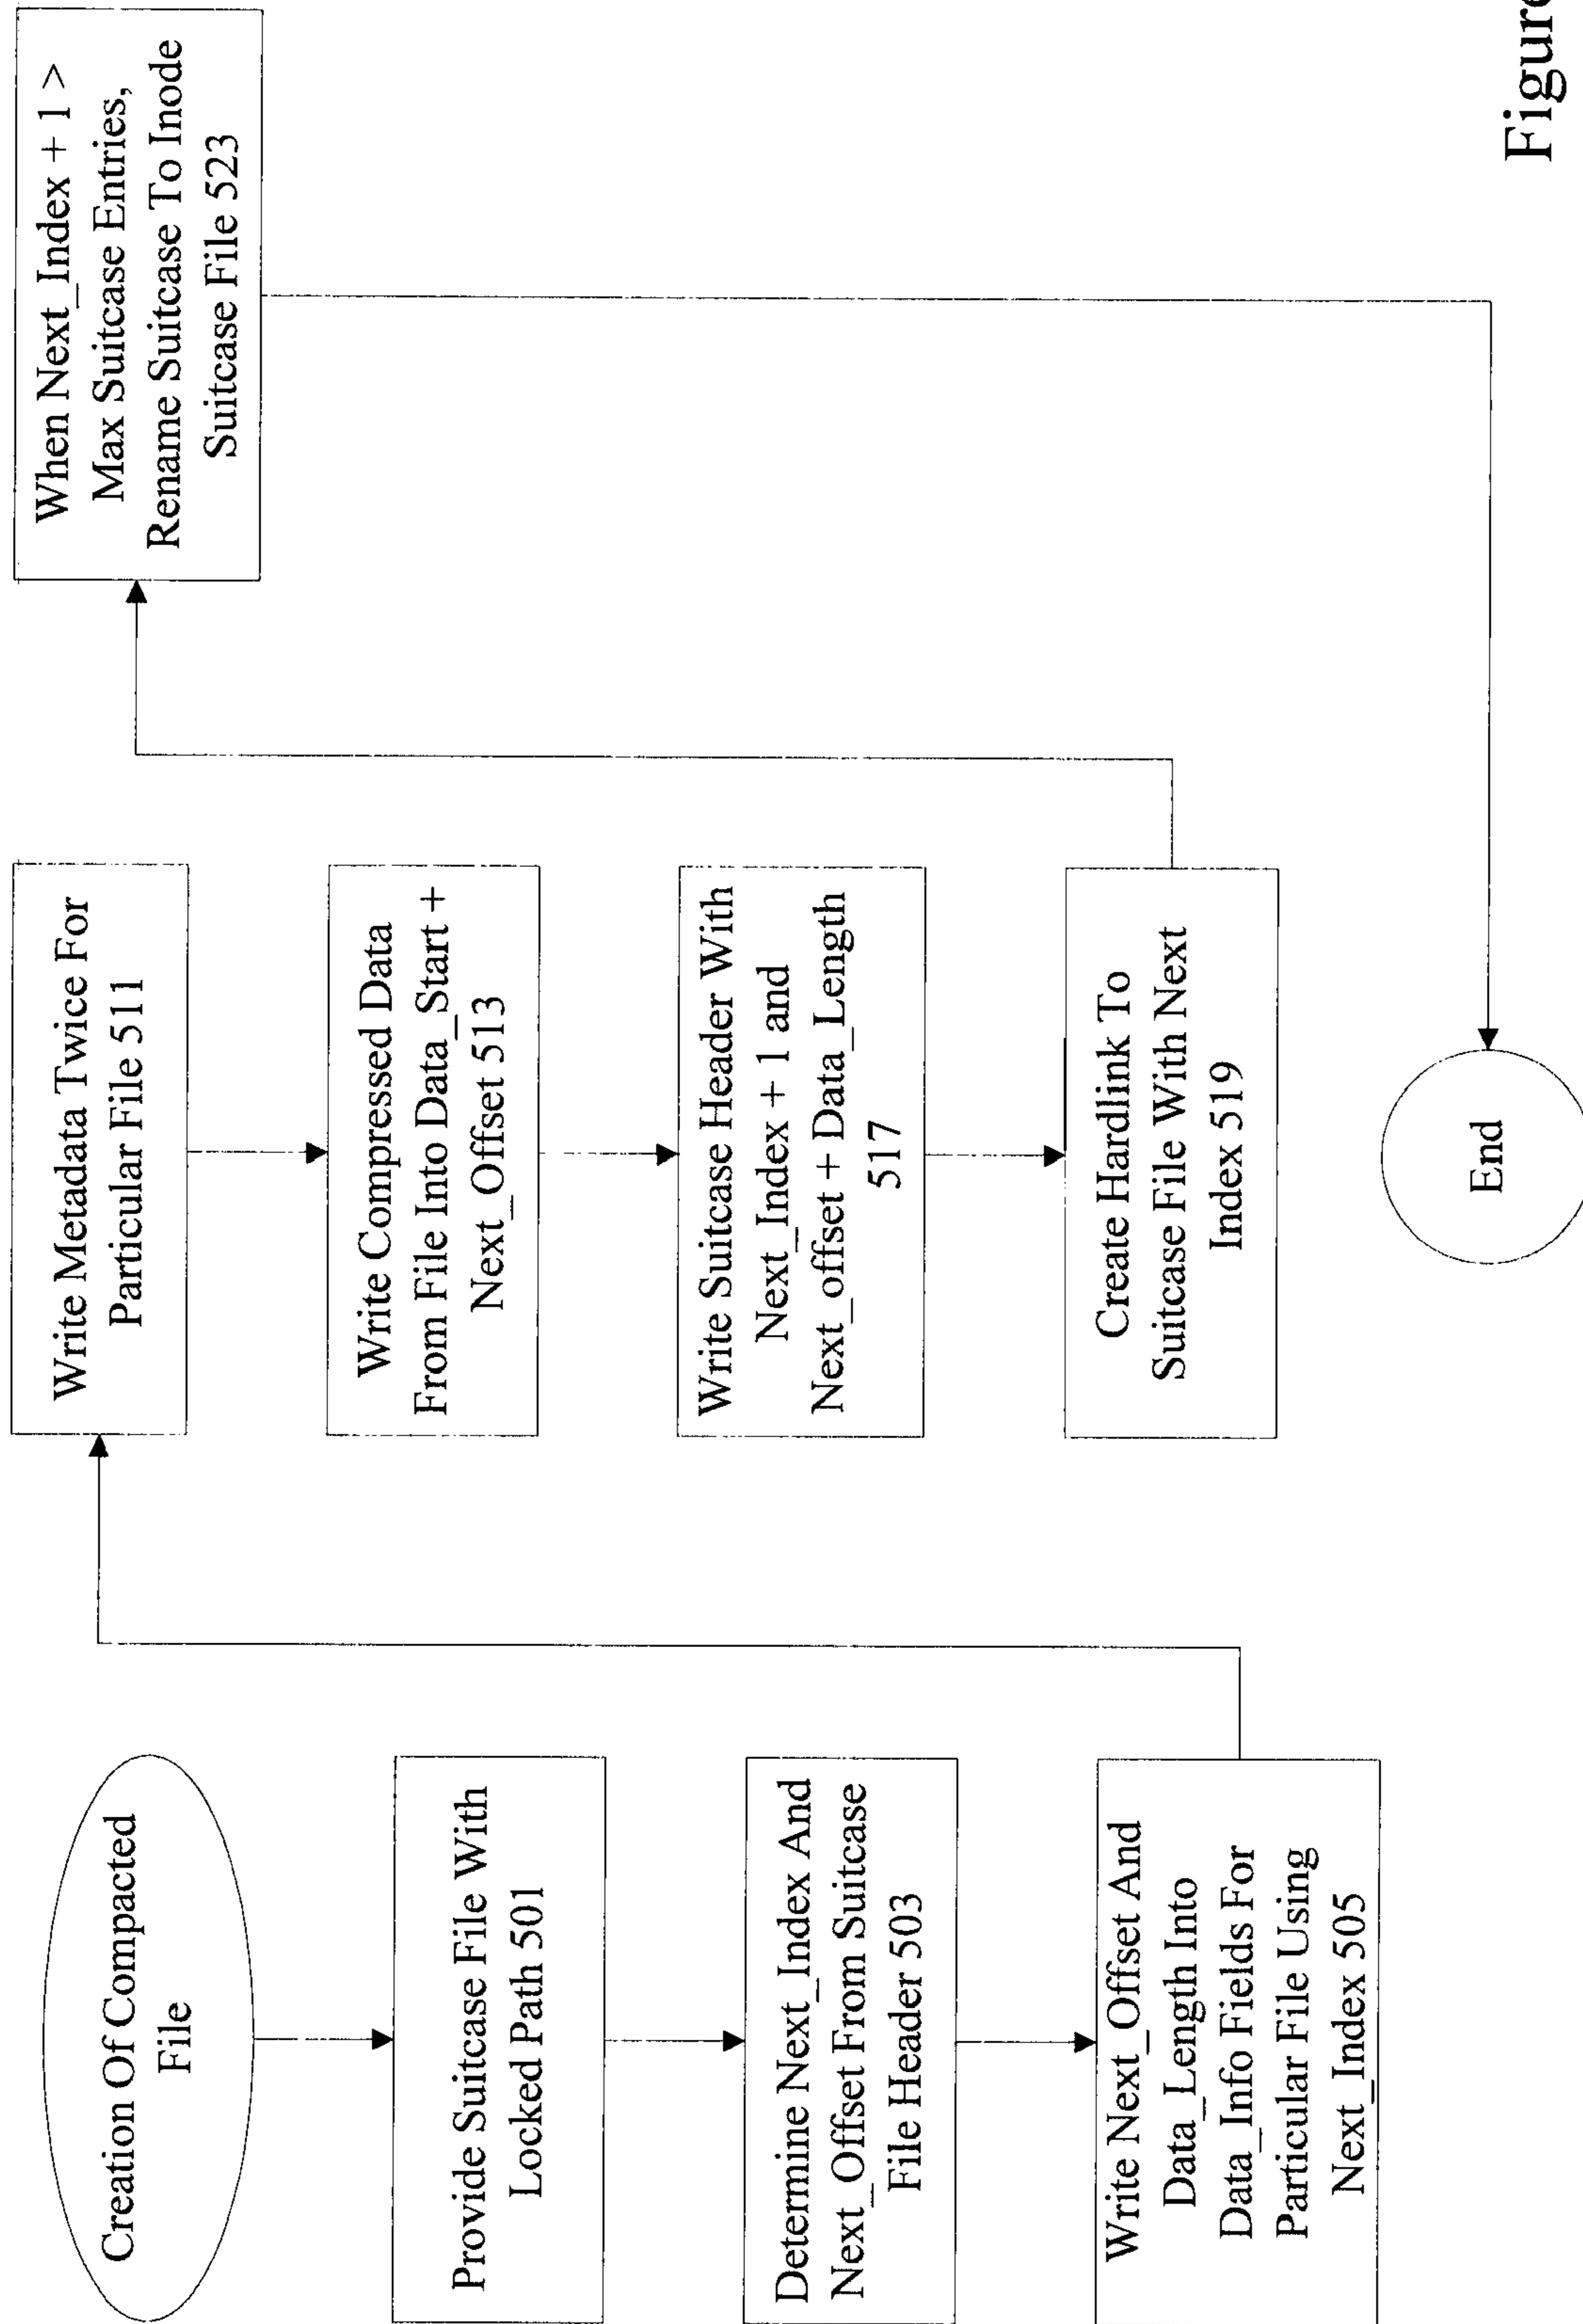 Creation Of Compacted
File
Provide Suitcase File With
Locked Path 501
Determine Next_Index And
Next_Offset From Suitcase
File Header 503
Write Next_Offset And
Data_Length Into
Data_Info Fields For
Particular File Using
Next_Index 505
Write Metadata Twice For
Particular File 511
Write Compressed Data
From File Into Data_Start +
Next_Offset 513
Write Suitcase Header With
Next_Index + 1 and
Next_offset + Data_Length
517
Create Hardlink To
Suitcase File With Next
Index 519
When Next_Index + 1 >
Max Suitcase Entries,
Rename Suitcase To Inode
Suitcase File 523
End
Figure